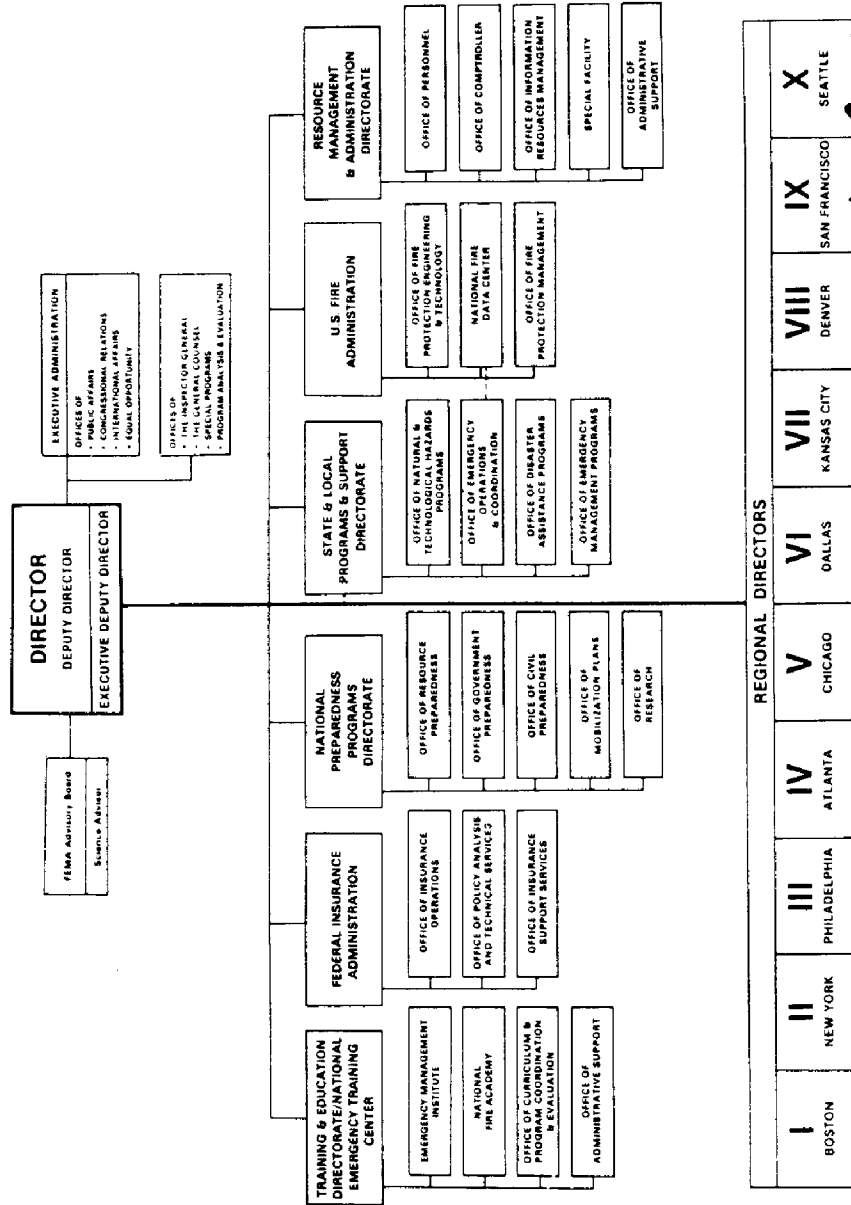 DIRECTOR
DEPUTY DIRECTOR
EXECUTIVE DEPUTY DIRECTOR
FEMA Advisory Board
Science Advisor
EXECUTIVE ADMINISTRATION
OFFICES OF
• PUBLIC AFFAIRS
• CONGRESSIONAL RELATIONS
• INTERNATIONAL AFFAIRS
• EQUAL OPPORTUNITY
OFFICES OF
• THE INSPECTOR GENERAL
• THE GENERAL COUNSEL
• SPECIAL PROGRAMS
• PROGRAM ANALYSIS & EVALUATION
TRAINING & EDUCATION
DIRECTORATE/NATIONAL
EMERGENCY TRAINING
CENTER
EMERGENCY MANAGEMENT
INSTITUTE
NATIONAL
FIRE ACADEMY
OFFICE OF CURRICULUM &
PROGRAM COORDINATION
& EVALUATION
OFFICE OF
ADMINISTRATIVE SUPPORT
FEDERAL INSURANCE
ADMINISTRATION
OFFICE OF INSURANCE
OPERATIONS
OFFICE OF POLICY ANALYSIS
AND TECHNICAL SERVICES
OFFICE OF INSURANCE
SUPPORT SERVICES
NATIONAL
PREPAREDNESS
PROGRAMS
DIRECTORATE
OFFICE OF RESOURCE
PREPAREDNESS
OFFICE OF GOVERNMENT
PREPAREDNESS
OFFICE OF CIVIL
PREPAREDNESS
OFFICE OF
MOBILIZATION PLANS
OFFICE OF
RESEARCH
STATE & LOCAL
PROGRAMS & SUPPORT
DIRECTORATE
OFFICE OF NATURAL &
TECHNOLOGICAL HAZARDS
PROGRAMS
OFFICE OF EMERGENCY
OPERATIONS
& COORDINATION
OFFICE OF DISASTER
ASSISTANCE PROGRAMS
OFFICE OF EMERGENCY
MANAGEMENT PROGRAMS
U.S. FIRE
ADMINISTRATION
OFFICE OF FIRE
PROTECTION ENGINEERING
& TECHNOLOGY
NATIONAL FIRE
DATA CENTER
OFFICE OF FIRE
PROTECTION MANAGEMENT
RESOURCE
MANAGEMENT
& ADMINISTRATION
DIRECTORATE
OFFICE OF PERSONNEL
OFFICE OF COMPTROLLER
OFFICE OF INFORMATION
RESOURCES MANAGEMENT
SPECIAL FACILITY
OFFICE OF
ADMINISTRATIVE
SUPPORT
REGIONAL DIRECTORS
I
BOSTON
II
NEW YORK
III
PHILADELPHIA
IV
ATLANTA
V
CHICAGO
VI
DALLAS
VII
KANSAS CITY
VIII
DENVER
IX
SAN FRANCISCO
X
SEATTLE